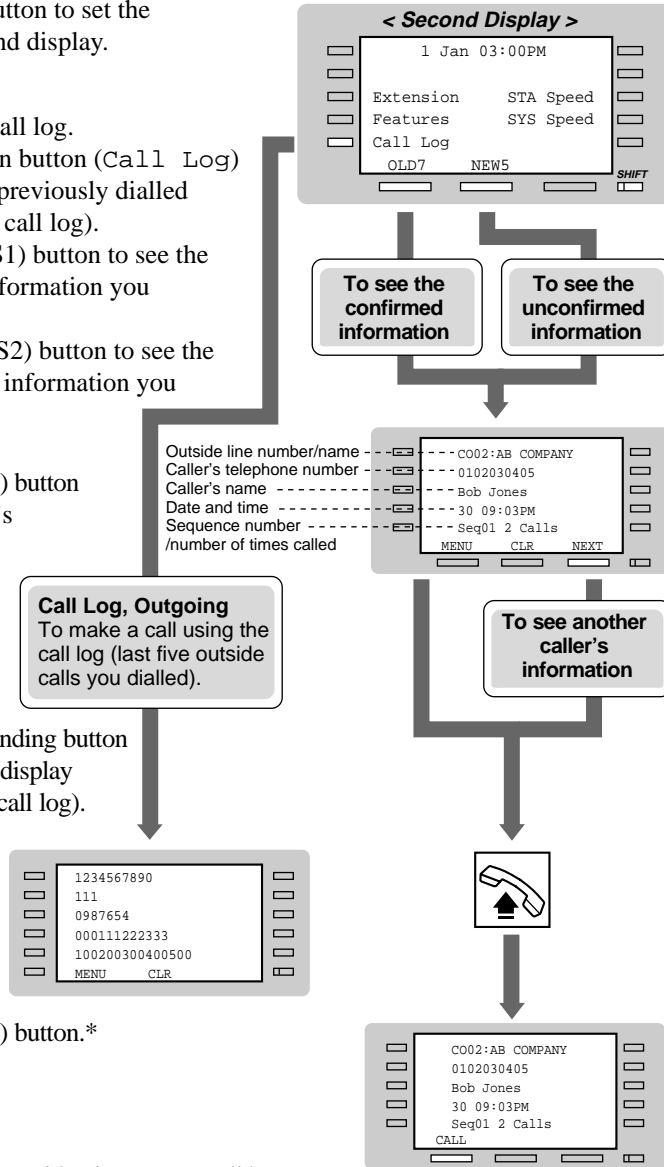 utton to set the
nd display.
all log.
n button (Call Log)
previously dialled
call log).
S1) button to see the
formation you
S2) button to see the
information you
) button
's
< Second Display >
1 Jan 03:00PM
Extension STA Speed
Features SYS Speed
Call Log
OLD7 NEW5
SHIFT
To see the
confirmed
information
To see the
unconfirmed
information
Outside line number/name
Caller's telephone number
Caller's name
Date and time
Sequence number
/number of times called
CO02:AB COMPANY
0102030405
Bob Jones
30 09:03PM
Seq01 2 Calls
MENU CLR NEXT
Call Log, Outgoing
To make a call using the
call log (last five outside
calls you dialled).
To see another
caller's
information
nding button
display
call log).
1234567890
111
0987654
000111222333
100200300400500
MENU CLR
) button.*
CO02:AB COMPANY
0102030405
Bob Jones
30 09:03PM
Seq01 2 Calls
CALL